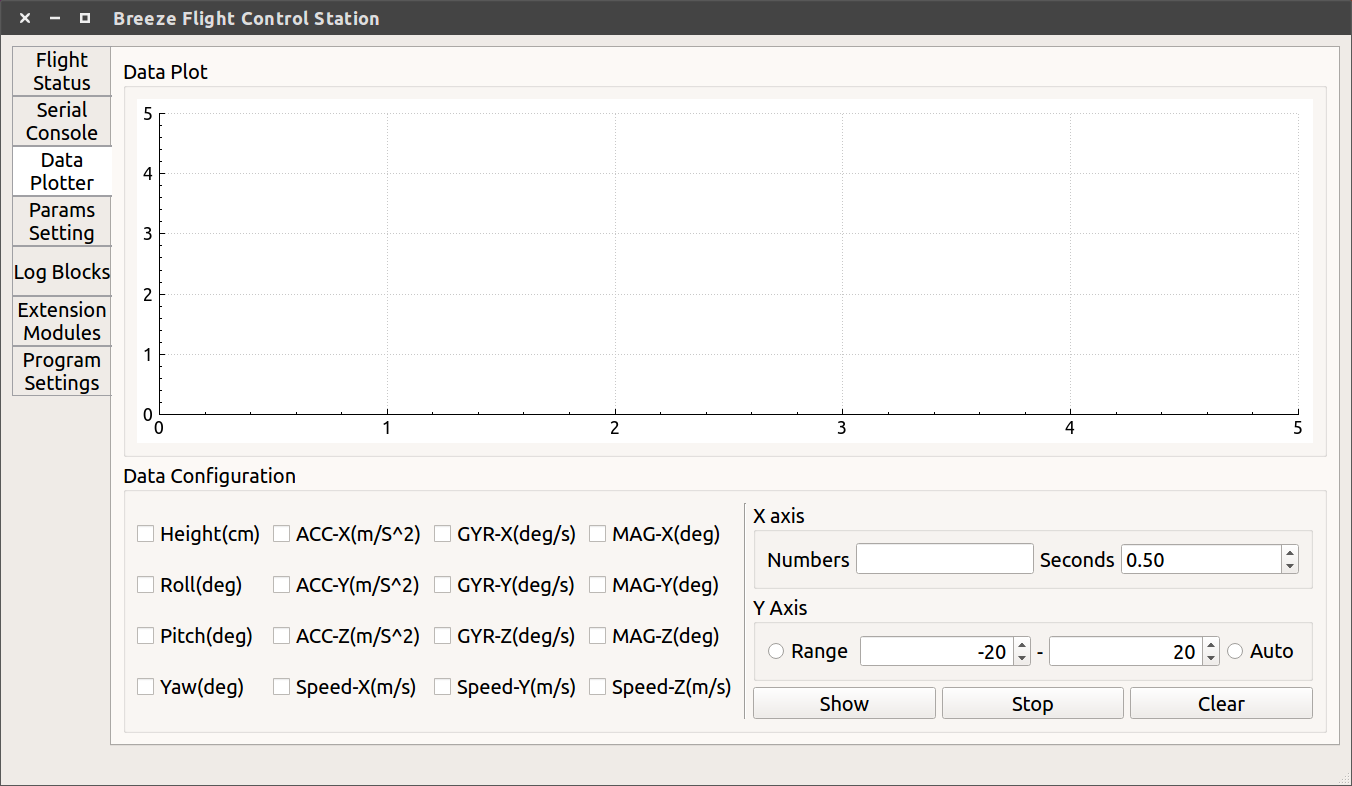 Breeze Flight Control Station
Flight
Status
Serial
Console
Data
Plotter
Params
Setting
Log Blocks
Extension
Modules
Program
Settings
Data Plot
5
4
3
2
1
0
0 1 2 3 4 5
Data Configuration
Height(cm) ACC-X(m/S^2) GYR-X(deg/s) MAG-X(deg)
Roll(deg) ACC-Y(m/S^2) GYR-Y(deg/s) MAG-Y(deg)
Pitch(deg) ACC-Z(m/S^2) GYR-Z(deg/s) MAG-Z(deg)
Yaw(deg) Speed-X(m/s) Speed-Y(m/s) Speed-Z(m/s)
X axis
Numbers Seconds 0.50
Y Axis
Range -20 - 20 Auto
Show Stop Clear